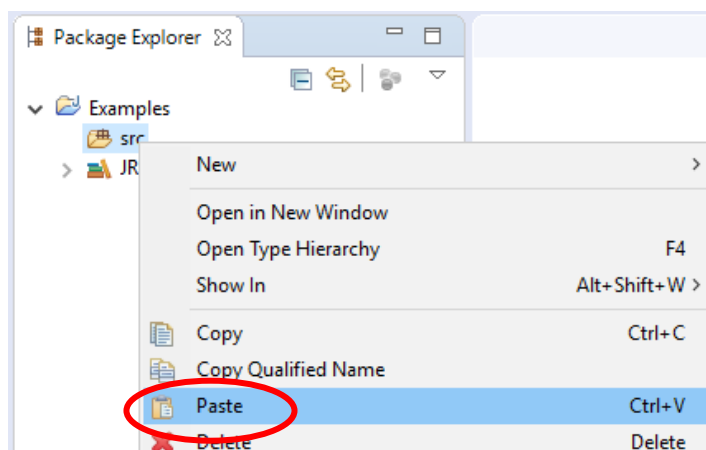 Package Explorer
Examples
src
JR
New
Open in New Window
Open Type Hierarchy F4
Show In Alt+Shift+W >
Copy Ctrl+C
Copy Qualified Name
Paste Ctrl+V
Delete Delete